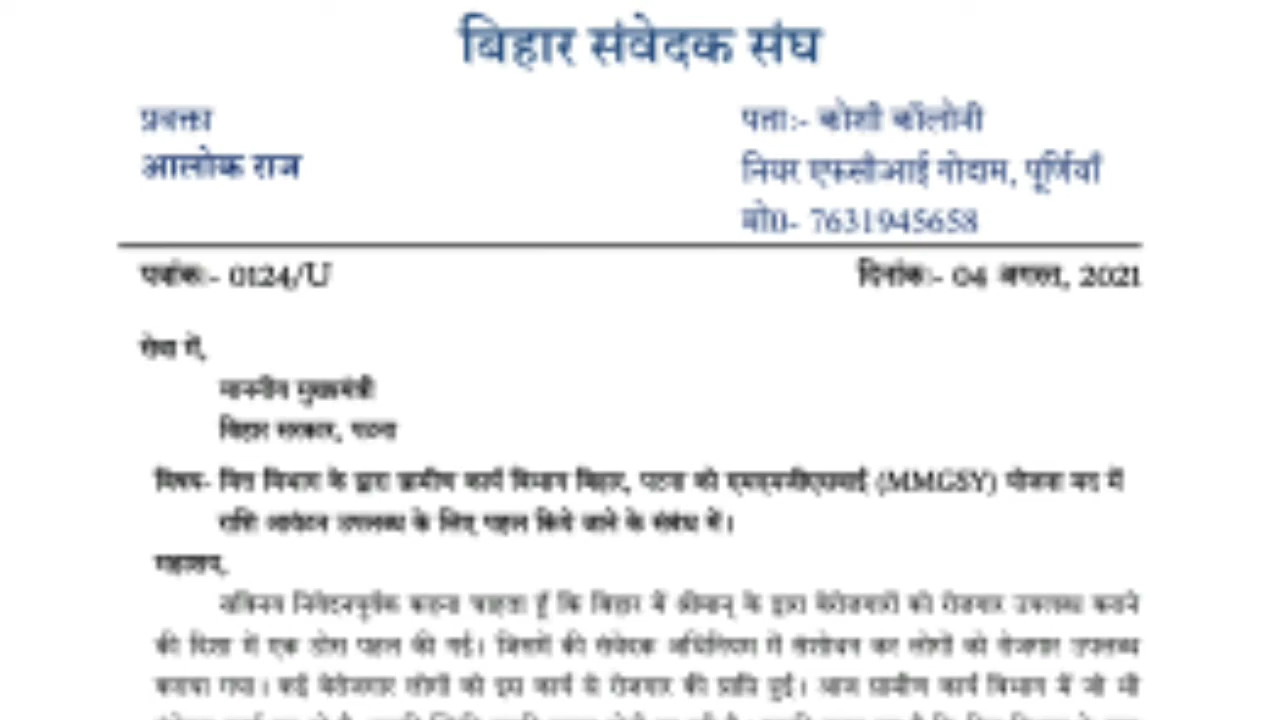 बिहार संवेदक संघ
प्रवक्ता
आलोक राज
पत्ता:- कोशी कॉलोनी
नियर एफसीआई गोदाम, पूर्णियाँ
मो0- 7631945658
पत्रांक:- 0124/U
दिनांक:- 04 अगस्त, 2021
सेवा में,
माननीय मुख्यमंत्री
बिहार सरकार, पटना
विषय- वित्त विभाग के द्वारा ग्रामीण कार्य विभाग बिहार, पटना को एमएमजीएसवाई (MMGSY) योजना मद में
राशि आवंटन उपलब्ध के लिए पहल किये जाने के संबंध में।
महाशय,
सविनय निवेदनपूर्वक कहना चाहता हूँ कि बिहार में श्रीमान् के द्वारा बेरोजगारों को रोजगार उपलब्ध कराने
की दिशा में एक ठोस पहल की गई। जिसमें की संवेदक अधिनियम में संशोधन कर लोगों को रोजगार उपलब्ध
कराया गया। कई बेरोजगार लोगों को इस कार्य से रोजगार की प्राप्ति हुई। आज ग्रामीण कार्य विभाग में जो भी